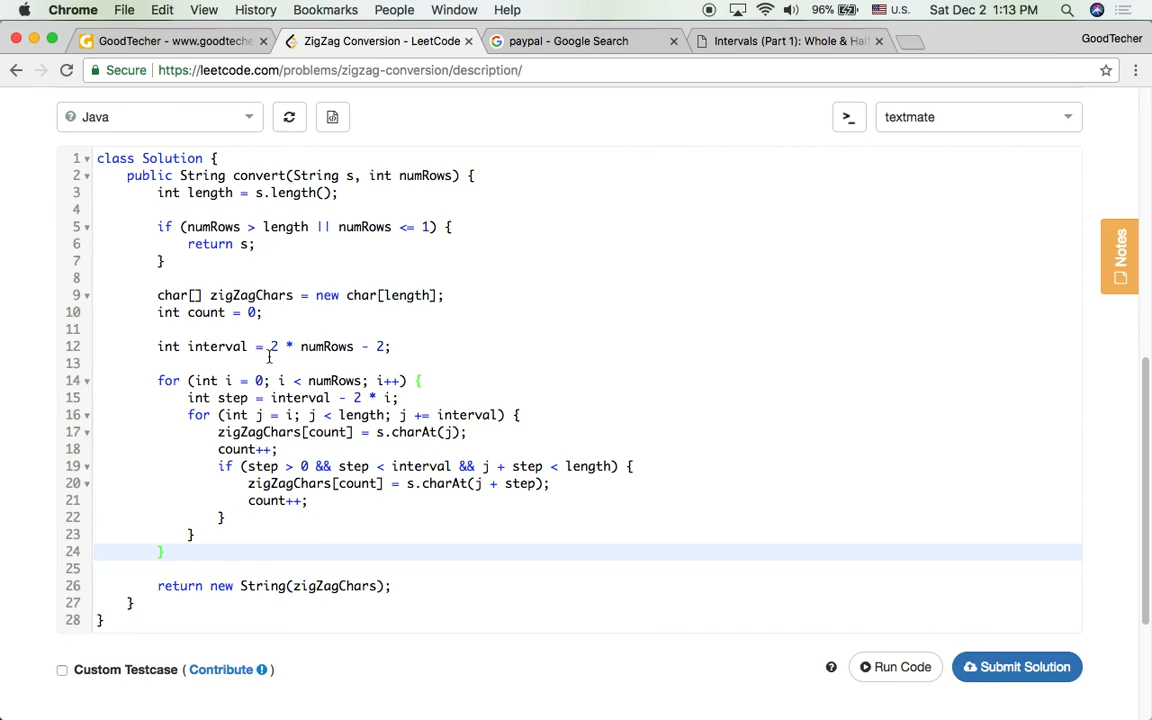 Chrome File Edit View History Bookmarks People Window Help 96% U.S. Sat Dec 2 1:13 PM
GoodTecher - www.goodteche ZigZag Conversion - LeetCode paypal - Google Search Intervals (Part 1): Whole & Hal GoodTecher
Secure https://leetcode.com/problems/zigzag-conversion/description/
Java textmate
1 class Solution {
2 public String convert(String s, int numRows) {
3 int length = s.length();
4
5 if (numRows > length || numRows <= 1) {
6 return s;
7 }
8
9 char[] zigZagChars = new char[length];
10 int count = 0;
11
12 int interval = 2 * numRows - 2;
13
14 for (int i = 0; i < numRows; i++) {
15 int step = interval - 2 * i;
16 for (int j = i; j < length; j += interval) {
17 zigZagChars[count] = s.charAt(j);
18 count++;
19 if (step > 0 && step < interval && j + step < length) {
20 zigZagChars[count] = s.charAt(j + step);
21 count++;
22 }
23 }
24 }
25
26 return new String(zigZagChars);
27 }
28 }
Notes
Custom Testcase ( Contribute ) Run Code Submit Solution